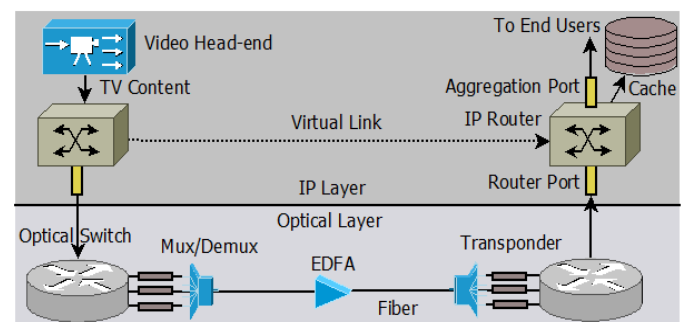 To End Users
Video Head-end
TV Content
Aggregation Port
Cache
Virtual Link
IP Router
IP Layer
Router Port
Optical Layer
Optical Switch
Mux/Demux
Transponder
EDFA
Fiber